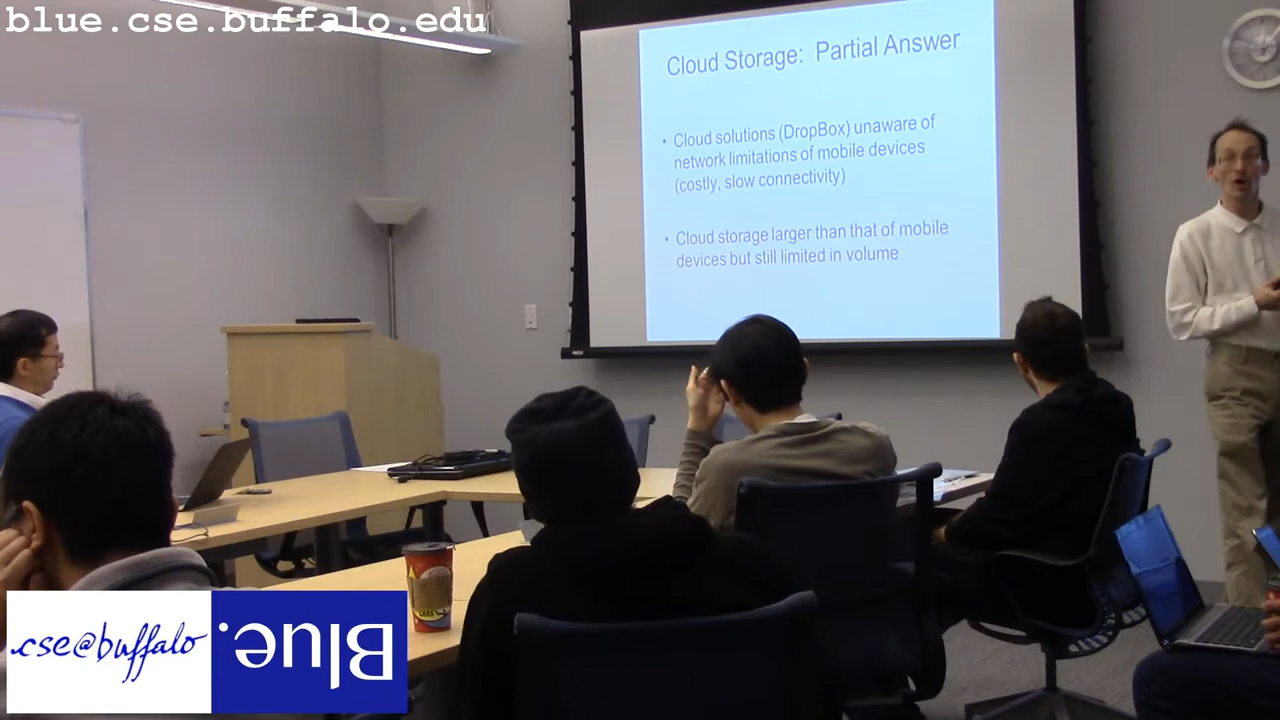 blue.cse.buffalo.edu
Cloud Storage: Partial Answer
• Cloud solutions (DropBox) unaware of
network limitations of mobile devices
(costly, slow connectivity)
• Cloud storage larger than that of mobile
devices but still limited in volume
.cse@buffalo
Blue.